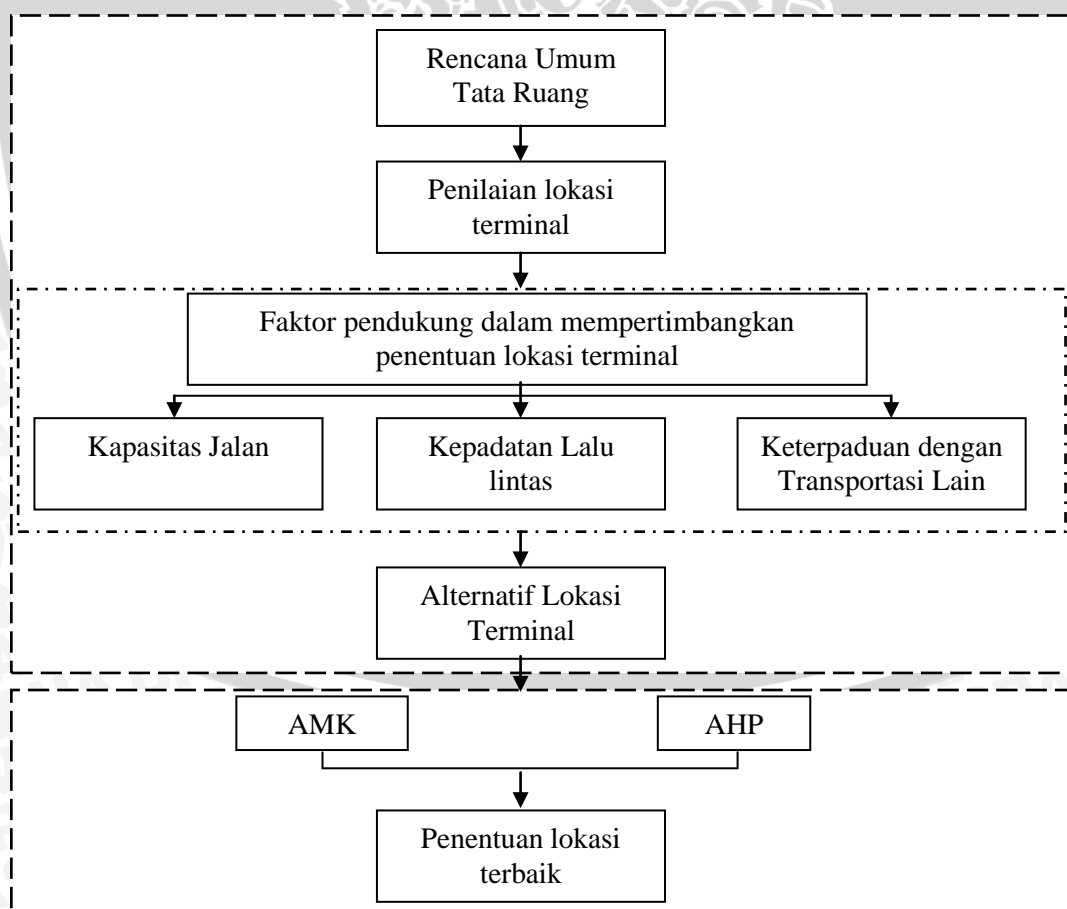 Rencana Umum
Tata Ruang
Penilaian lokasi
terminal
Faktor pendukung dalam mempertimbangkan
penentuan lokasi terminal
Kapasitas Jalan
Kepadatan Lalu
lintas
Keterpaduan dengan
Transportasi Lain
Alternatif Lokasi
Terminal
AMK
AHP
Penentuan lokasi
terbaik